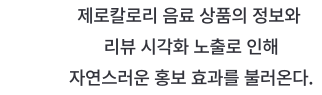 제로칼로리 음료 상품의 정보와
리뷰 시각화 노출로 인해
자연스러운 홍보 효과를 불러온다.